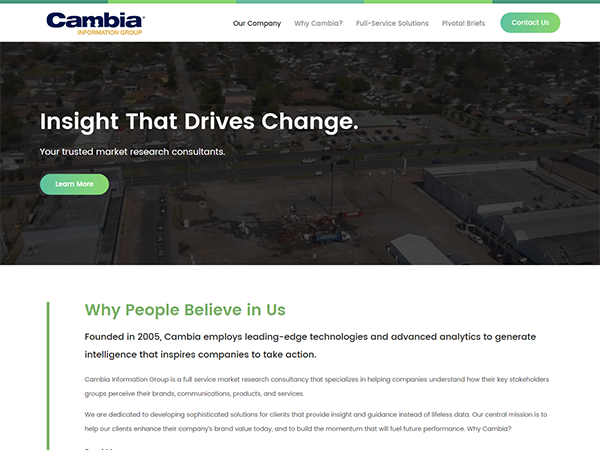 Cambia
INFORMATION GROUP
Our Company Why Cambia? Full-Service Solutions Pivotal Briefs Contact Us
Insight That Drives Change.
Your trusted market research consultants.
Learn More
Why People Believe in Us
Founded in 2005, Cambia employs leading-edge technologies and advanced analytics to generate
intelligence that inspires companies to take action.
Cambia Information Group is a full service market research consultancy that specializes in helping companies understand how their key stakeholders
groups perceive their brands, communications, products, and services.
We are dedicated to developing sophisticated solutions for clients that provide insight and guidance instead of lifeless data. Our central mission is to
help our clients enhance their company's brand value today, and to build the momentum that will fuel future performance. Why Cambia?